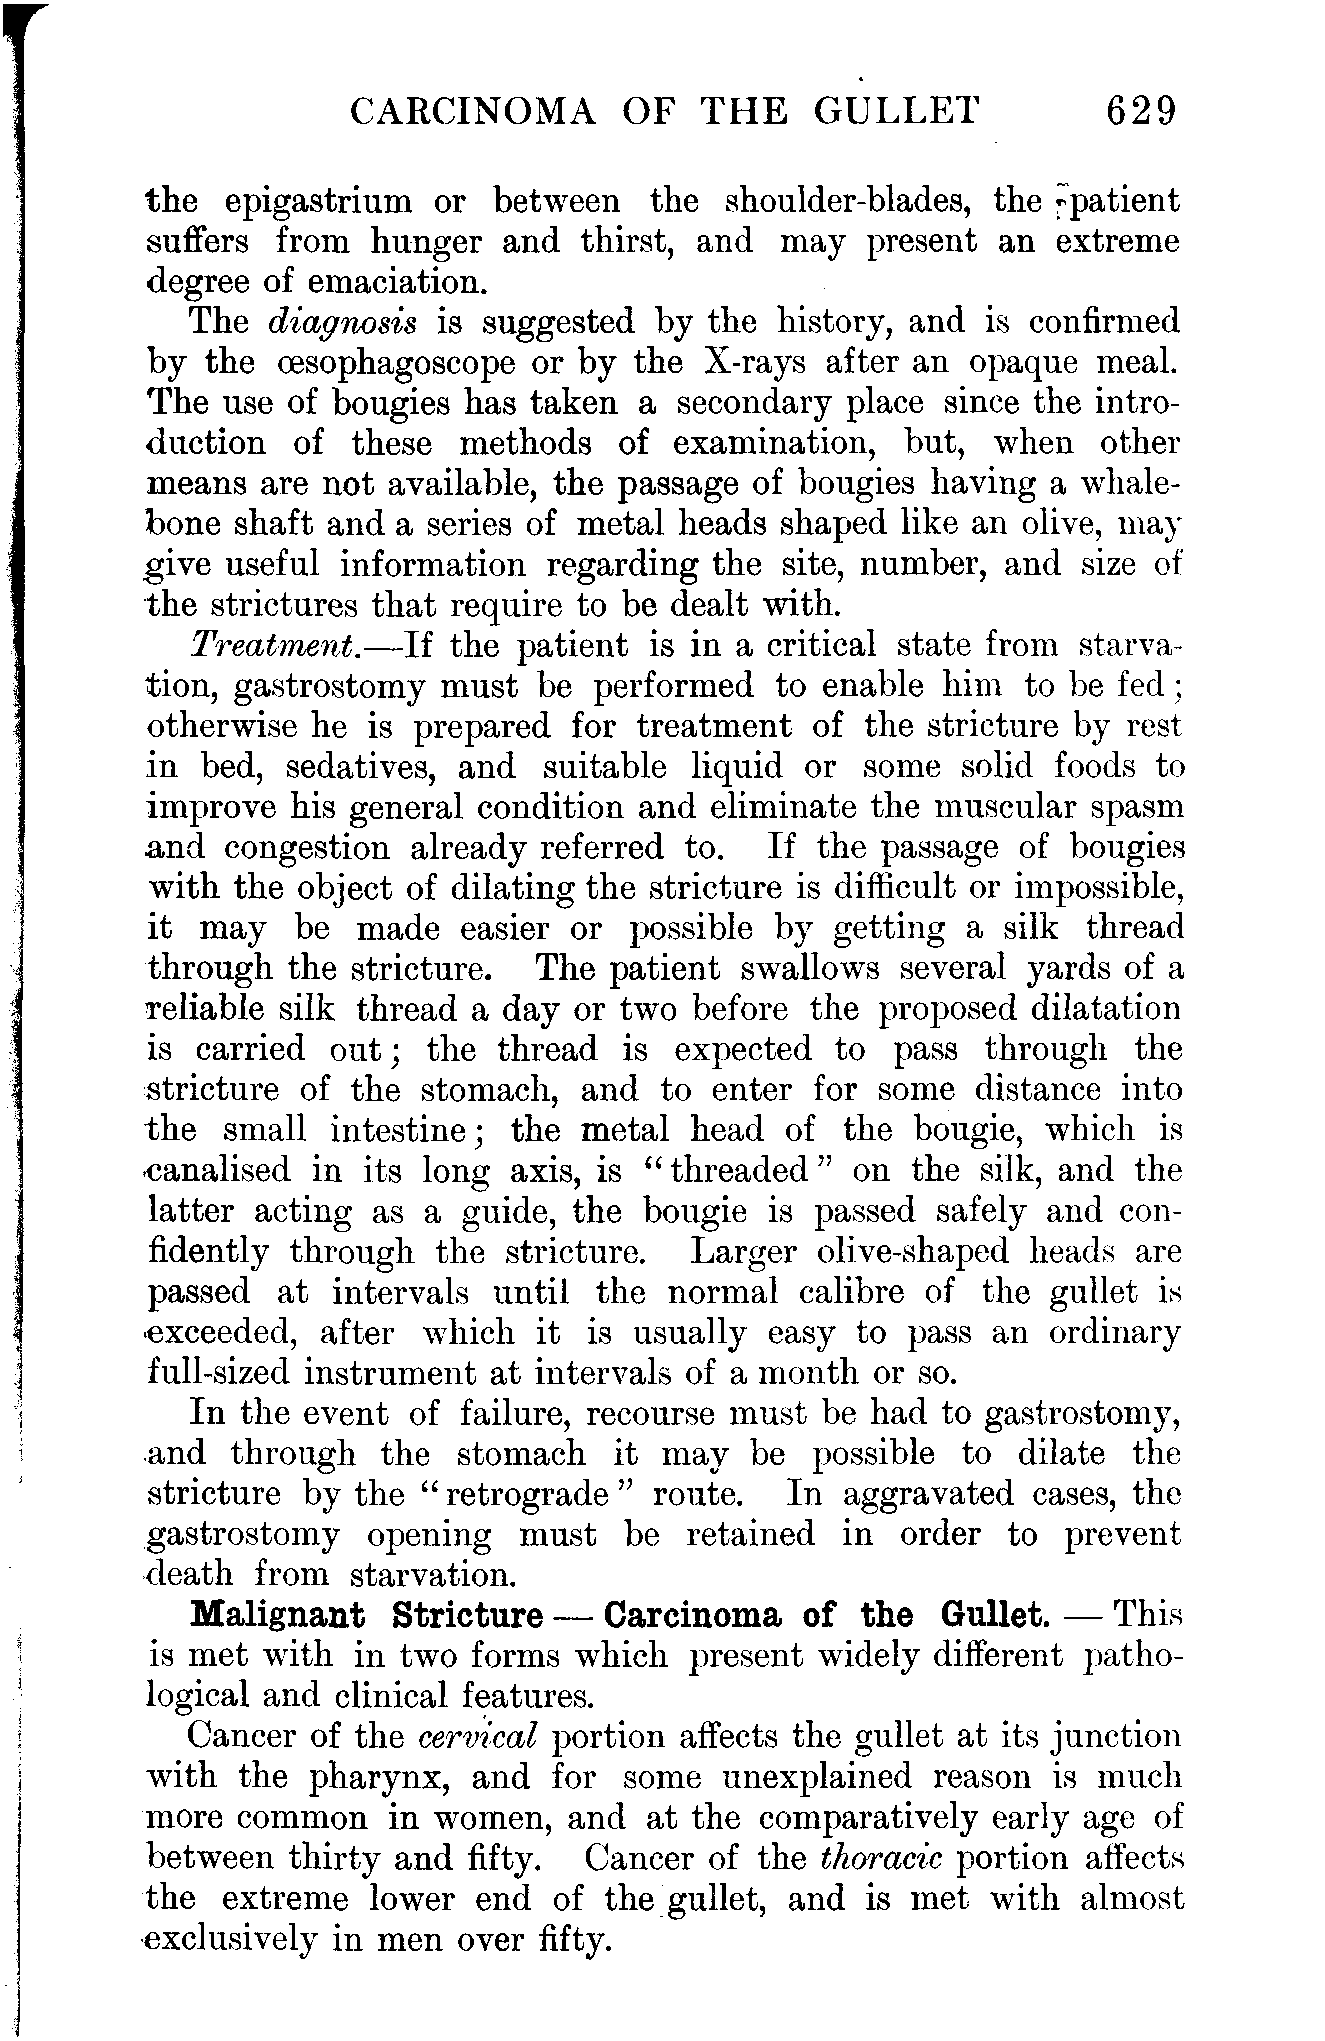 CARCINOMA OF THE GULLET 629
the epigastrium or between the shoulder-blades, the patient
suffers from hunger and thirst, and may present an extreme
degree of emaciation.
The diagnosis is suggested by the history, and is confirmed
by the œsophagoscope or by the X-rays after an opaque meal.
The use of bougies has taken a secondary place since the intro-
duction of these methods of examination, but, when other
means are not available, the passage of bougies having a whale-
bone shaft and a series of metal heads shaped like an olive, may
give useful information regarding the site, number, and size of
the strictures that require to be dealt with.
Treatment.—If the patient is in a critical state from starva-
tion, gastrostomy must be performed to enable him to be fed ;
otherwise he is prepared for treatment of the stricture by rest
in bed, sedatives, and suitable liquid or some solid foods to
improve his general condition and eliminate the muscular spasm
and congestion already referred to. If the passage of bougies
with the object of dilating the stricture is difficult or impossible,
it may be made easier or possible by getting a silk thread
through the stricture. The patient swallows several yards of a
reliable silk thread a day or two before the proposed dilatation
is carried out ; the thread is expected to pass through the
stricture of the stomach, and to enter for some distance into
the small intestine ; the metal head of the bougie, which is
canalised in its long axis, is “ threaded ” on the silk, and the
latter acting as a guide, the bougie is passed safely and con-
fidently through the stricture. Larger olive-shaped heads are
passed at intervals until the normal calibre of the gullet is
exceeded, after which it is usually easy to pass an ordinary
full-sized instrument at intervals of a month or so.
In the event of failure, recourse must be had to gastrostomy,
and through the stomach it may be possible to dilate the
stricture by the “ retrograde ” route. In aggravated cases, the
gastrostomy opening must be retained in order to prevent
death from starvation.
Malignant Stricture — Carcinoma of the Gullet. — This
is met with in two forms which present widely different patho-
logical and clinical features.
Cancer of the cervical portion affects the gullet at its junction
with the pharynx, and for some unexplained reason is much
more common in women, and at the comparatively early age of
between thirty and fifty. Cancer of the thoracic portion affects
the extreme lower end of the gullet, and is met with almost
exclusively in men over fifty.